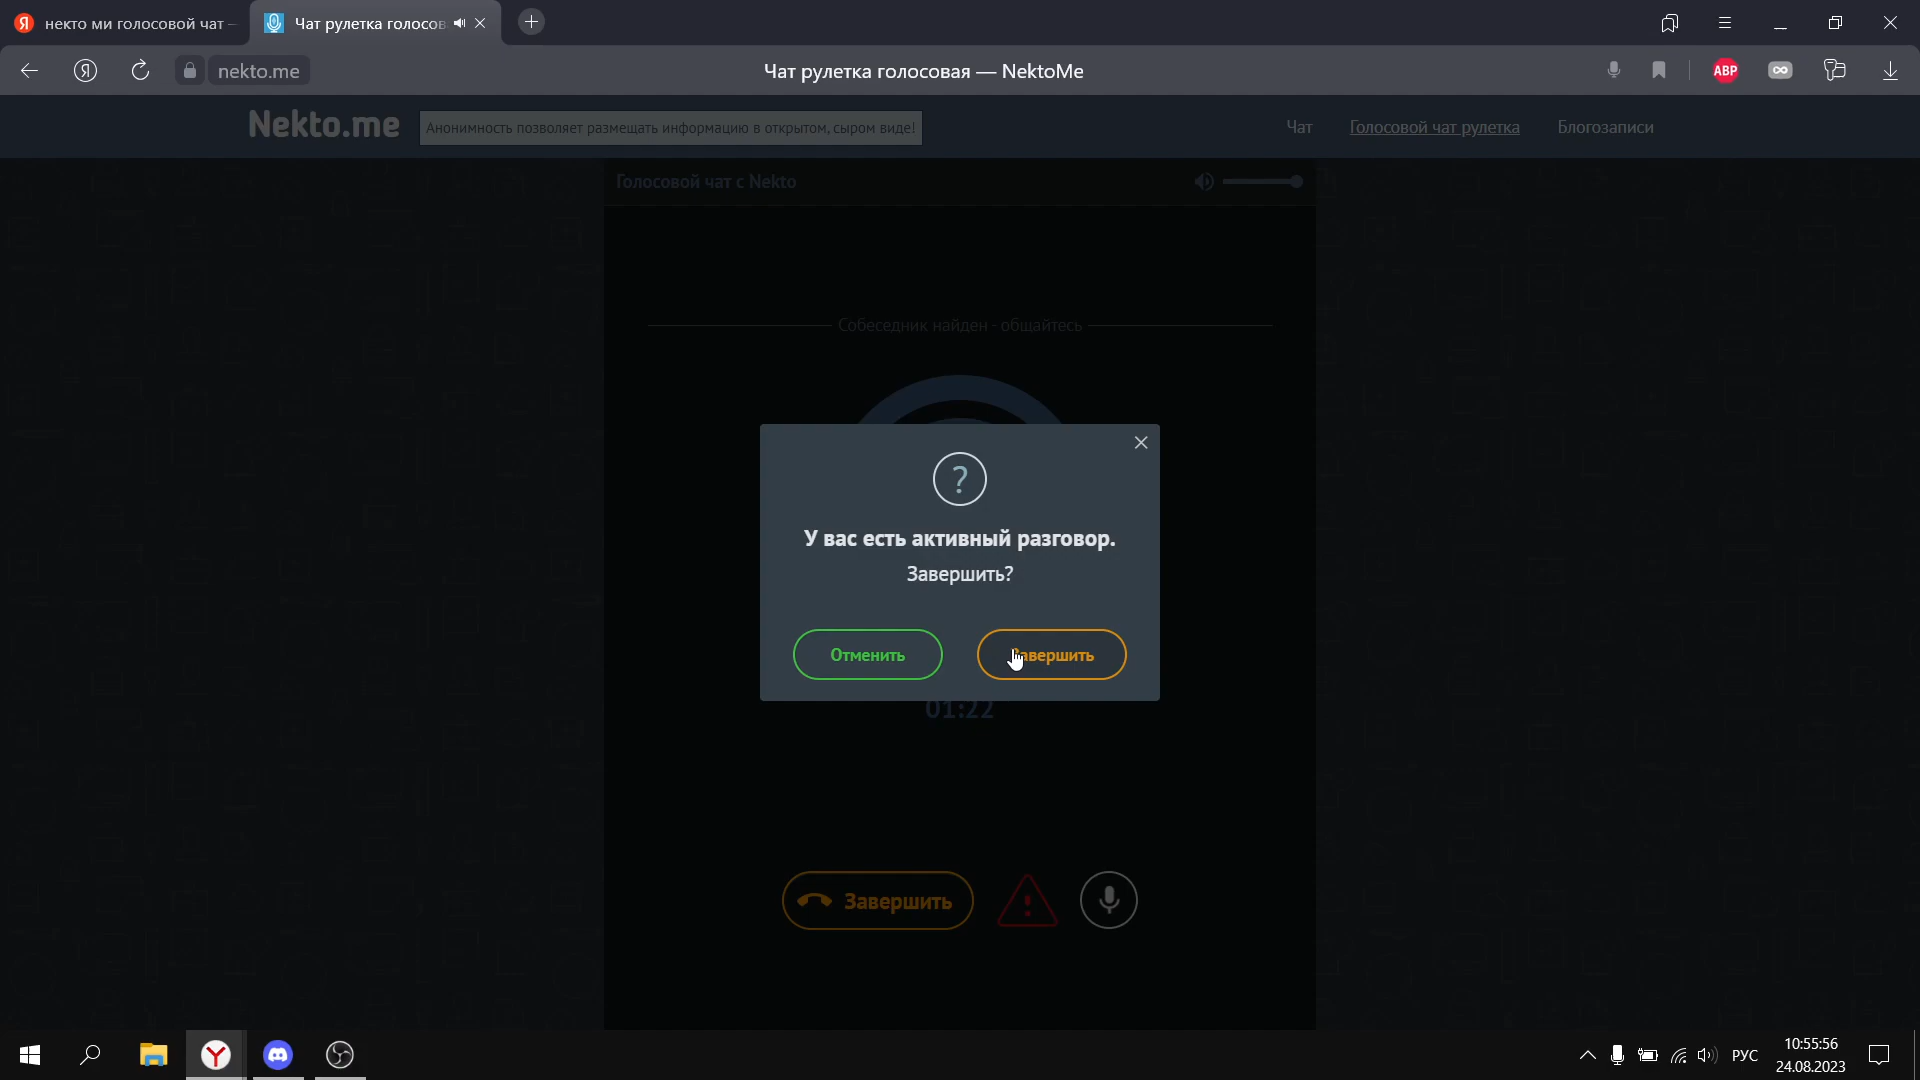 некто ми голосовой чат –
Чат рулетка голосов
nekto.me
Чат рулетка голосовая — NektoMe
ABP
Nekto.me
Анонимность позволяет размещать информацию в открытом, сыром виде!
Чат
Голосовой чат рулетка
Блогозаписи
Голосовой чат с Nekto
Собеседник найден - общайтесь
?
У вас есть активный разговор.
Завершить?
Отменить
Завершить
01:22
Завершить
РУС
10:55:56
24.08.2023